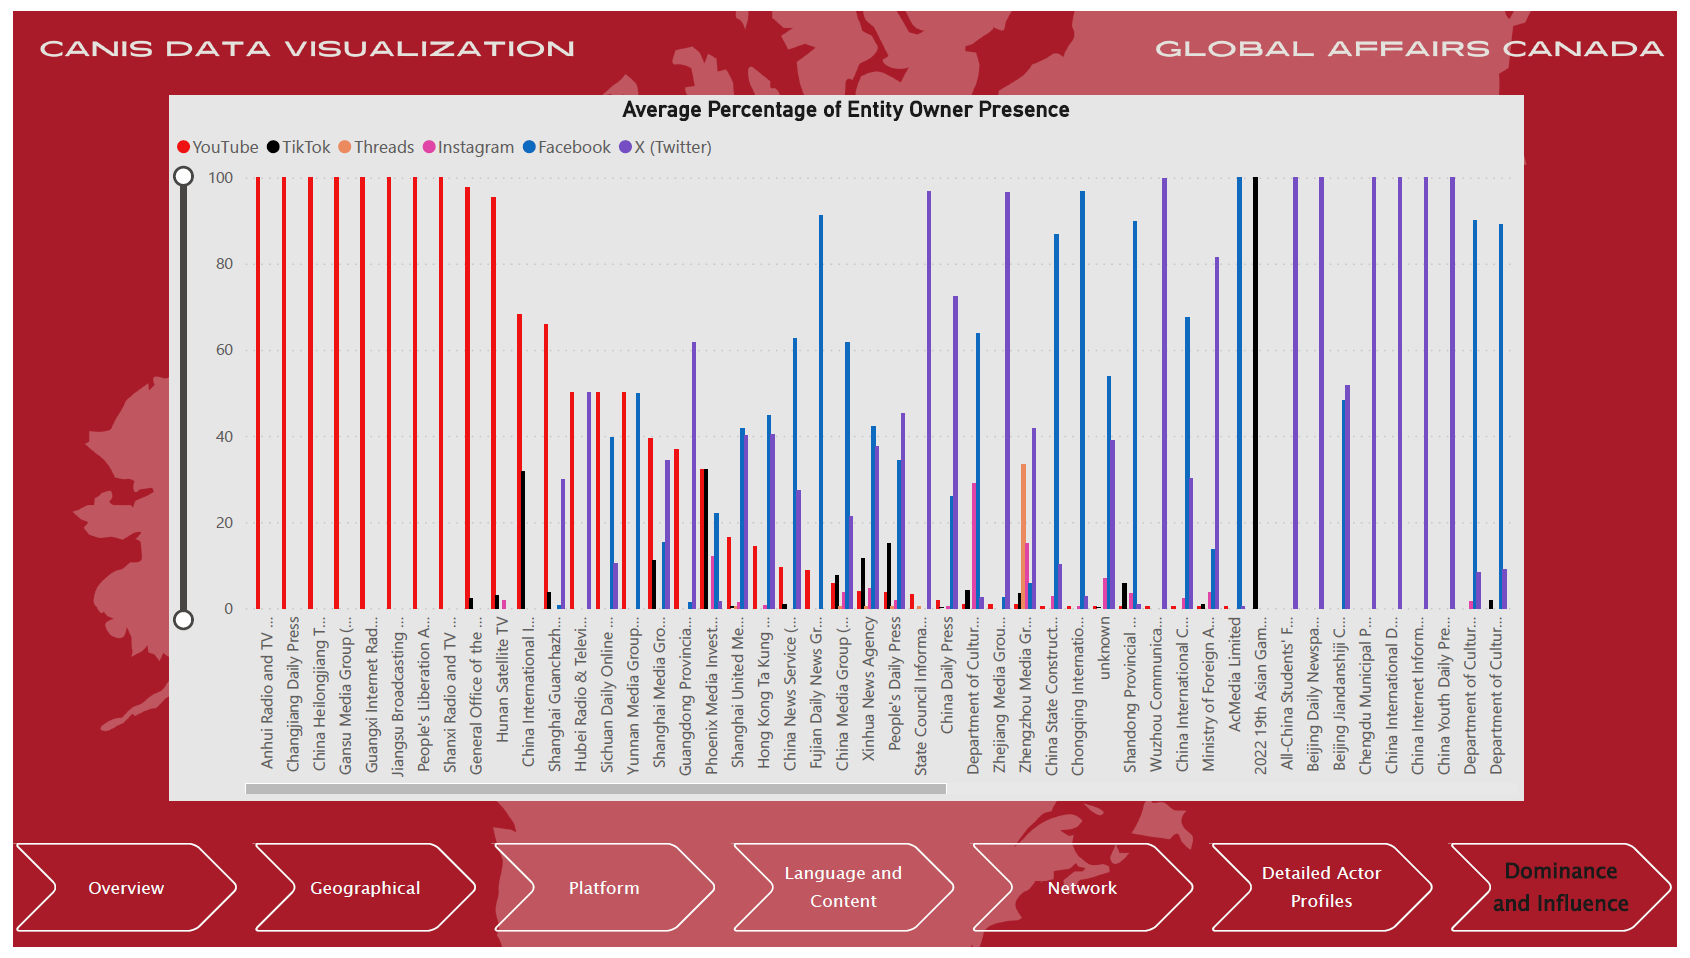 CANIS DATA VISUALIZATION
GLOBAL AFFAIRS CANADA
Average Percentage of Entity Owner Presence
YouTube TikTok Threads Instagram Facebook X (Twitter)
100
80
60
40
20
0
Anhui Radio and TV ...
Changjiang Daily Press
China Heilongjiang T...
Gansu Media Group (...
Guangxi Internet Rad...
Jiangsu Broadcasting ...
People's Liberation A...
Shanxi Radio and TV ...
General Office of the ...
Hunan Satellite TV
China International I...
Shanghai Guanchazh...
Hubei Radio & Televi...
Sichuan Daily Online ...
Yunnan Media Group...
Shanghai Media Gro...
Guangdong Provincia...
Phoenix Media Invest...
Shanghai United Me...
Hong Kong Ta Kung ...
China News Service (...
Fujian Daily News Gr...
China Media Group (...
Xinhua News Agency
People's Daily Press
State Council Informa...
China Daily Press
Department of Cultur...
Zhejiang Media Grou...
Zhengzhou Media Gr...
China State Construct...
Chongqing Internatio...
unknown
Shandong Provincial ...
Wuzhou Communica...
China International C...
Ministry of Foreign A...
AcMedia Limited
2022 19th Asian Gam...
All-China Students' F...
Beijing Daily Newspa...
Beijing Jiandanshiji C...
Chengdu Municipal P...
China International D...
China Internet Inform...
China Youth Daily Pre...
Department of Cultur...
Department of Cultur...
Overview
Geographical
Platform
Language and
Content
Network
Detailed Actor
Profiles
Dominance
and Influence